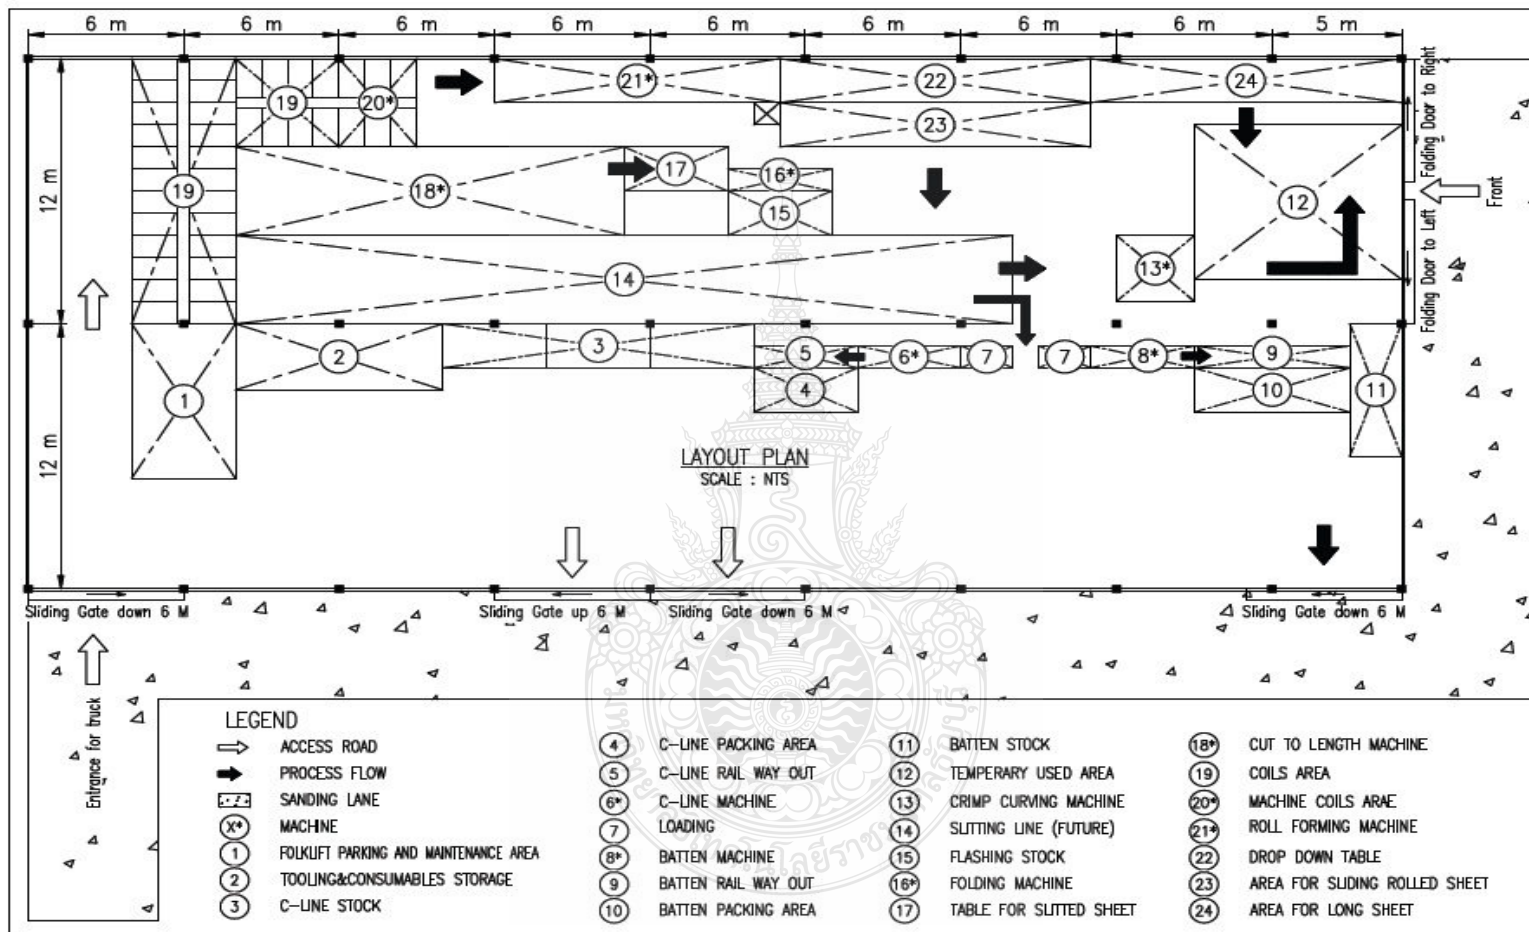 6 m 6 m 6 m 6 m 6 m 6 m 6 m 6 m 5 m
12 m
12 m
19
20*
21*
22
24
23
17
16*
18*
19
15
12
14
13*
Folding Door to Right
Folding Door to Left
Front
1
2
3
5
6*
7
7
8*
9
4
10
11
LAYOUT PLAN
SCALE : NTS
Sliding Gate down 6 M
Sliding Gate up 6 M
Sliding Gate down 6 M
Sliding Gate down 6 M
Entrance for truck
LEGEND
ACCESS ROAD
PROCESS FLOW
SANDING LANE
X* MACHINE
1 FOLKLIFT PARKING AND MAINTENANCE AREA
2 TOOLING&CONSUMABLES STORAGE
3 C-LINE STOCK
4 C-LINE PACKING AREA
5 C-LINE RAIL WAY OUT
6* C-LINE MACHINE
7 LOADING
8* BATTEN MACHINE
9 BATTEN RAIL WAY OUT
10 BATTEN PACKING AREA
11 BATTEN STOCK
12 TEMPERARY USED AREA
13 CRIMP CURVING MACHINE
14 SLITTING LINE (FUTURE)
15 FLASHING STOCK
16* FOLDING MACHINE
17 TABLE FOR SLITTED SHEET
18* CUT TO LENGTH MACHINE
19 COILS AREA
20* MACHINE COILS ARAE
21* ROLL FORMING MACHINE
22 DROP DOWN TABLE
23 AREA FOR SLIDING ROLLED SHEET
24 AREA FOR LONG SHEET